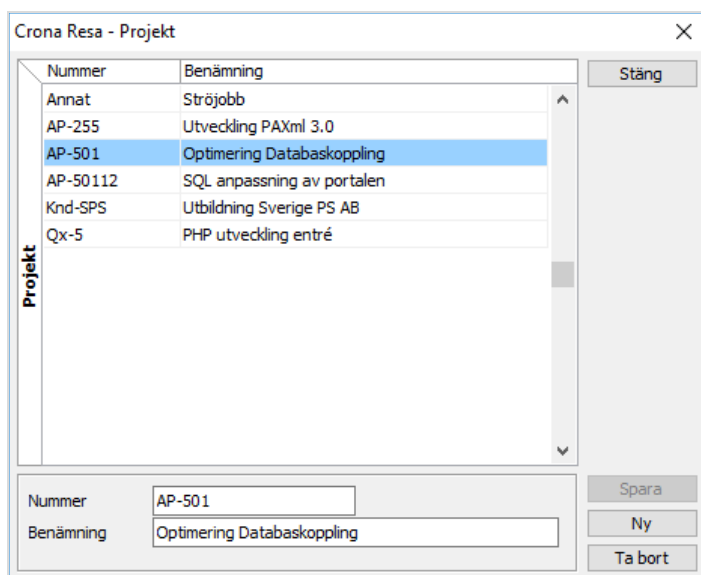 Crona Resa - Projekt
Nummer Benämning Stäng
Annat Ströjobb
AP-255 Utveckling PAXml 3.0
AP-501 Optimering Databaskoppling
AP-50112 SQL anpassning av portalen
Knd-SPS Utbildning Sverige PS AB
Qx-5 PHP utveckling entré
Projekt
Nummer AP-501
Benämning Optimering Databaskoppling
Spara
Ny
Ta bort